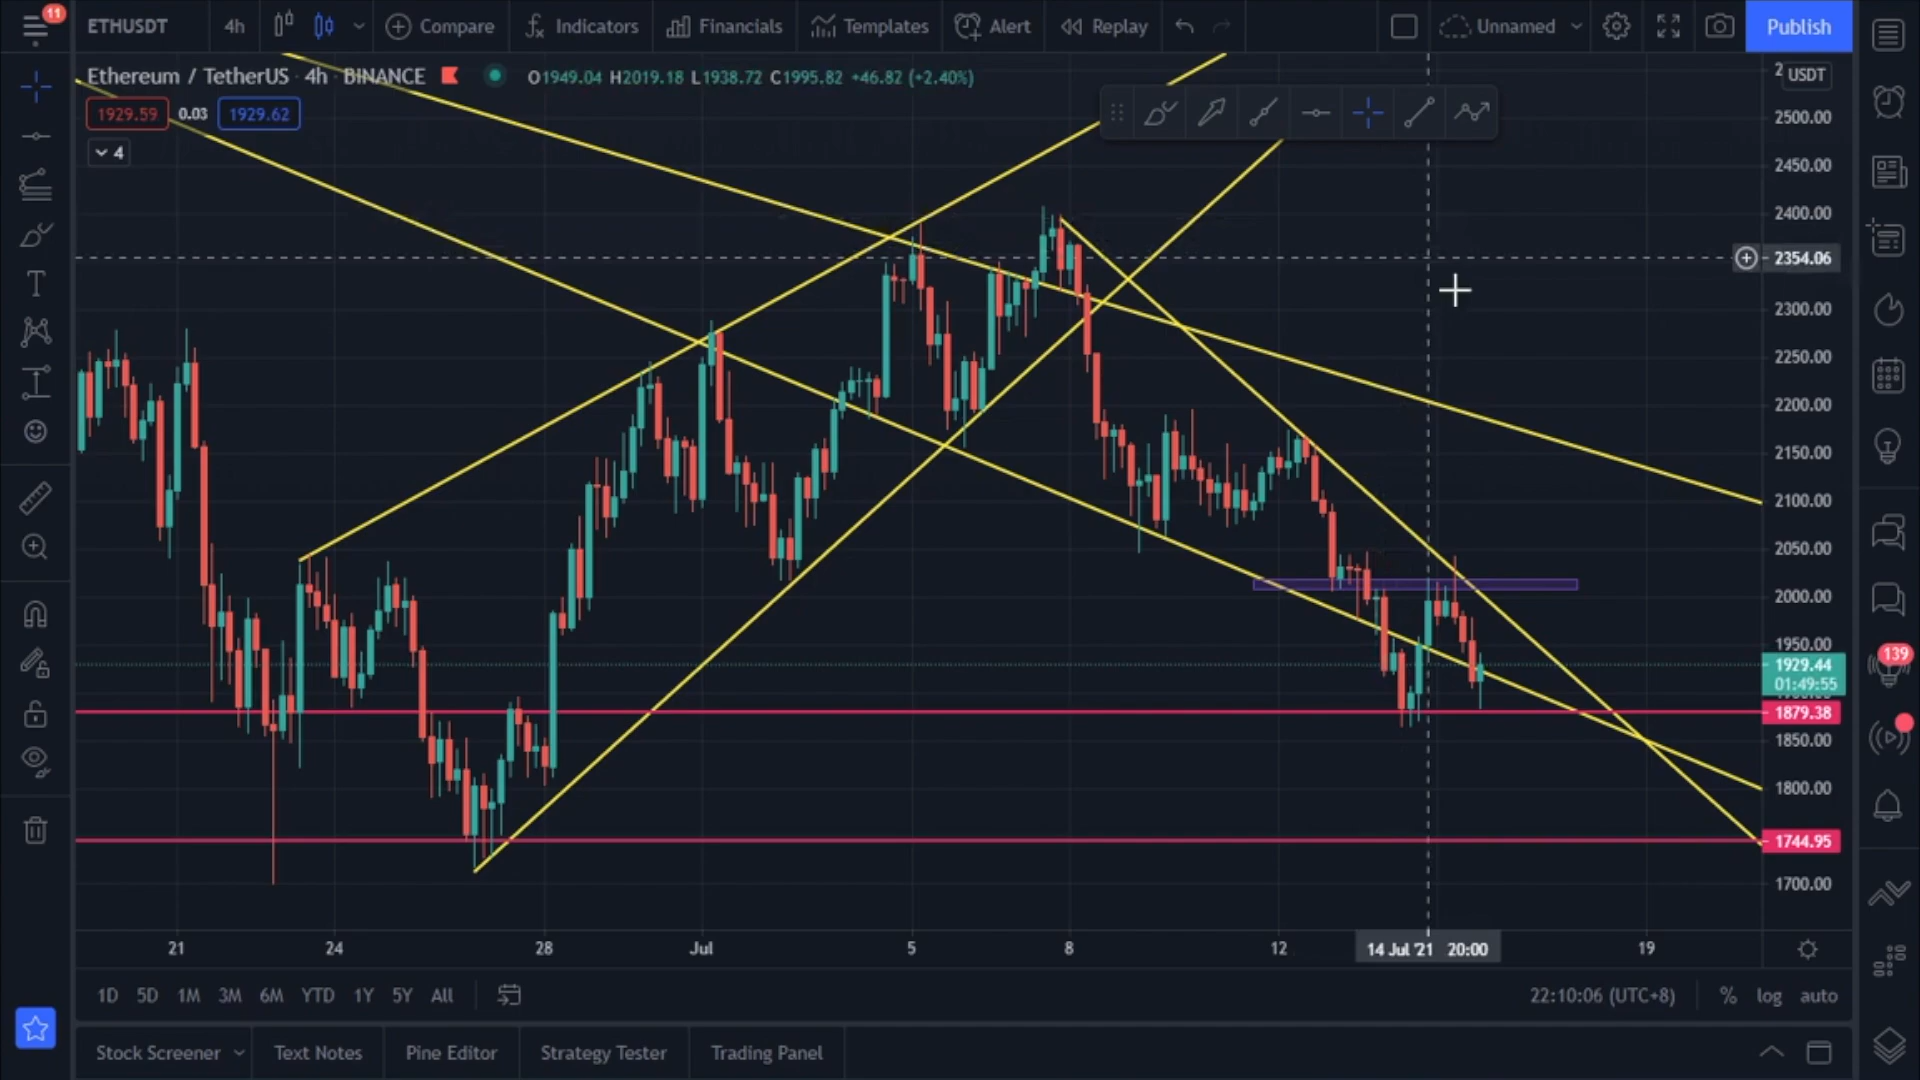 11
ETHUSDT
4h
Compare
Indicators
Financials
Templates
Alert
Replay
Unnamed
Publish
Ethereum / TetherUS · 4h · BINANCE
O1949.04 H2019.18 L1938.72 C1995.82 +46.82 (+2.40%)
1929.59
0.03
1929.62
4
USDT
2500.00
2450.00
2400.00
2354.06
2300.00
2250.00
2200.00
2150.00
2100.00
2050.00
2000.00
1950.00
1929.44
01:49:55
1879.38
1850.00
1800.00
1744.95
1700.00
139
21
24
28
Jul
5
8
12
14 Jul '21 20:00
19
1D
5D
1M
3M
6M
YTD
1Y
5Y
All
22:10:06 (UTC+8)
%
log
auto
Stock Screener
Text Notes
Pine Editor
Strategy Tester
Trading Panel